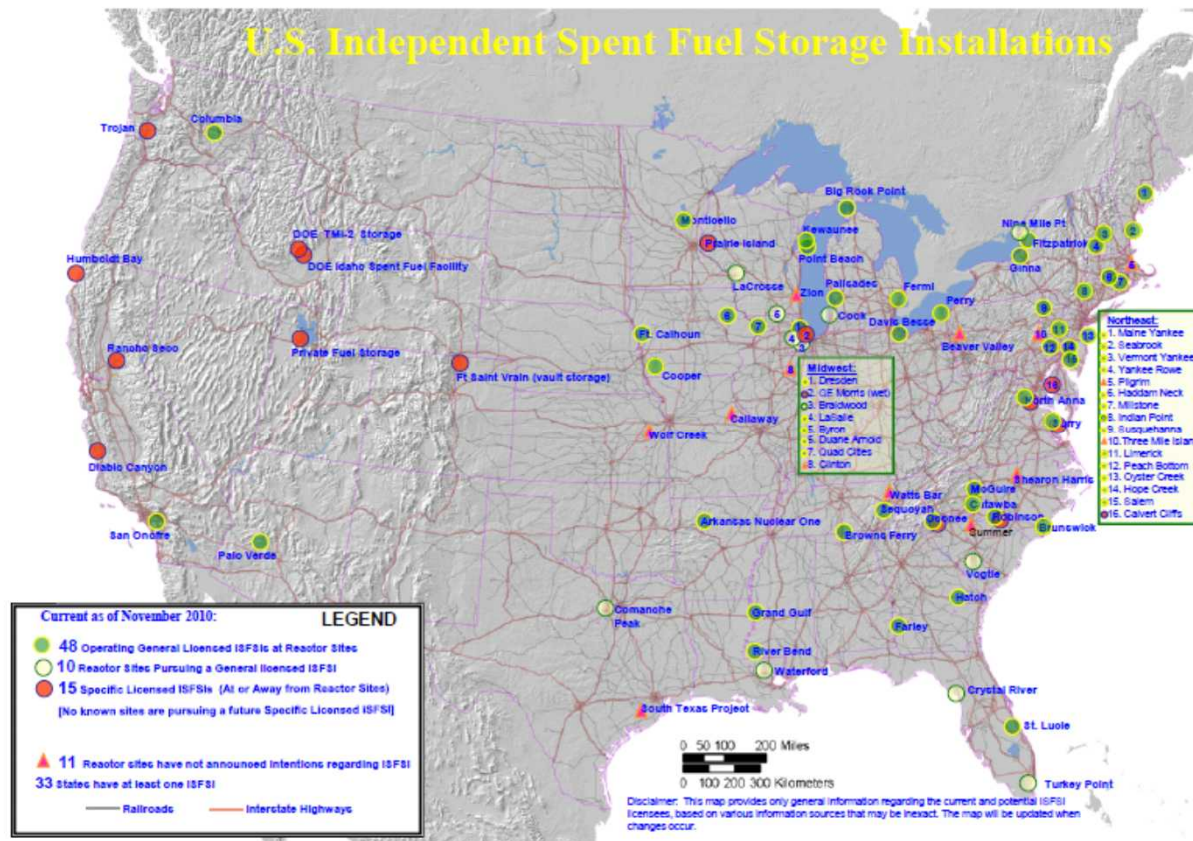 U.S. Independent Spent Fuel Storage Installations
Trojan
Columbia
Big Rock Point
Monticello
Kewaunee
Nine Mile Pt
DOE TMI-2 Storage
Prairie Island
Fitzpatrick
Point Beach
Humboldt Bay
DOE Idaho Spent Fuel Facility
Ginna
LaCrosse
Zion
Palisades
Fermi
Perry
Cook
Rancho Seco
Private Fuel Storage
Ft. Calhoun
Davis Besse
Beaver Valley
Ft Saint Vrain (vault storage)
Cooper
Midwest:
1. Dresden
2. GE Morris (wet)
3. Braidwood
4. LaSalle
5. Byron
6. Duane Arnold
7. Quad Cities
8. Clinton
Northeast:
1. Maine Yankee
2. Seabrook
3. Vermont Yankee
4. Yankee Rowe
5. Pilgrim
6. Haddam Neck
7. Millstone
8. Indian Point
9. Susquehanna
10. Three Mile Island
11. Limerick
12. Peach Bottom
13. Oyster Creek
14. Hope Creek
15. Salem
16. Calvert Cliffs
North Anna
Callaway
Wolf Creek
Diablo Canyon
Shearon Harris
Watts Bar
McGuire
Sequoyah
Catawba
San Onofre
Arkansas Nuclear One
Oconee
Robinson
Palo Verde
Browns Ferry
Summer
Brunswick
Vogtle
Hatch
Comanche
Peak
Grand Gulf
Farley
River Bend
Waterford
Crystal River
South Texas Project
St. Lucie
Turkey Point
Current as of November 2010:
LEGEND
48 Operating General Licensed ISFSIs at Reactor Sites
10 Reactor Sites Pursuing a General licensed ISFSI
15 Specific Licensed ISFSIs (At or Away from Reactor Sites)
[No known sites are pursuing a future Specific Licensed ISFSI]
11 Reactor sites have not announced intentions regarding ISFSI
33 States have at least one ISFSI
Railroads
Interstate Highways
0 50 100 200 Miles
0 100 200 300 Kilometers
Disclaimer: This map provides only general information regarding the current and potential ISFSI
licensees, based on various information sources that may be inexact. The map will be updated when
changes occur.